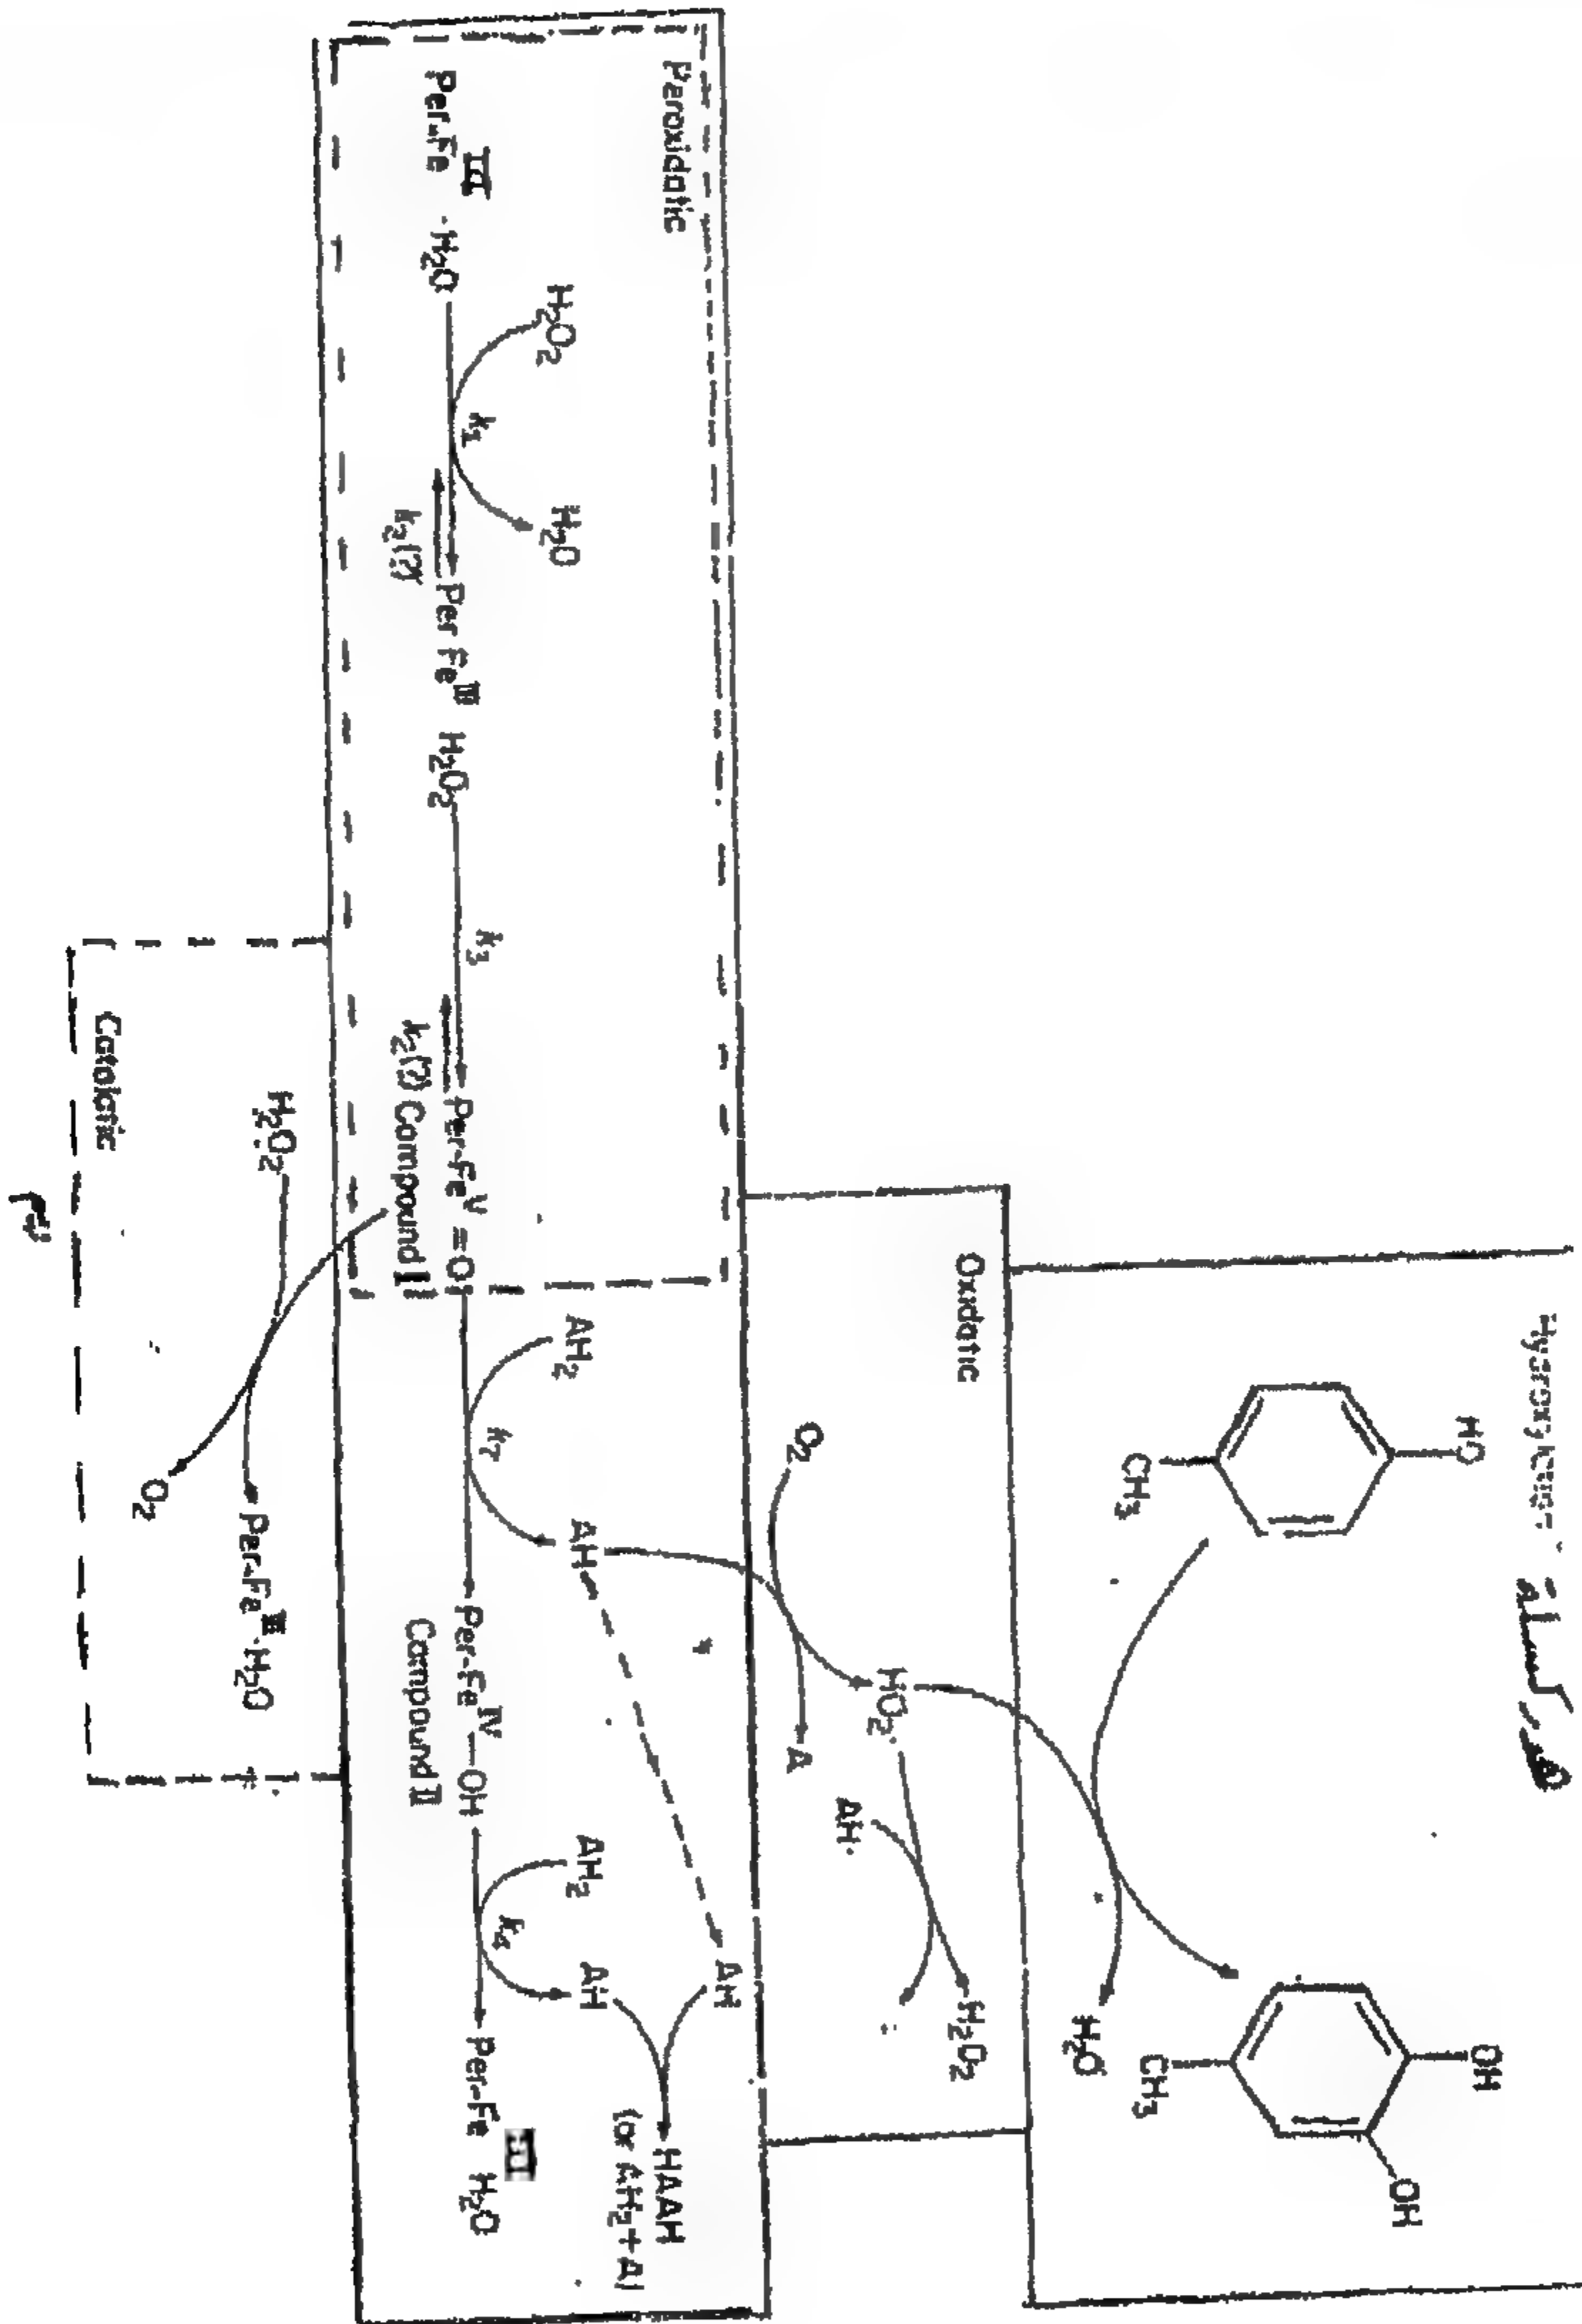 Hydroxylation
HO
CH3
OH
OH
CH3
H2O
Oxidatic
O2
HO2·
A
AH·
H2O2
Peroxidatic
H2O2
H2O
AH2
AH
AH
AH2
AH
HAAH
(or AH2 + A)
Per-Fe III · H2O
k1
k2(?)
Per Fe III H2O2
k3
k2(?)
Per-Fe V = O
Compound I
k7
Per-Fe IV — OH
Compound II
k4
Per-Fe III H2O
Catalatic
H2O2
O2
Per-Fe III · H2O